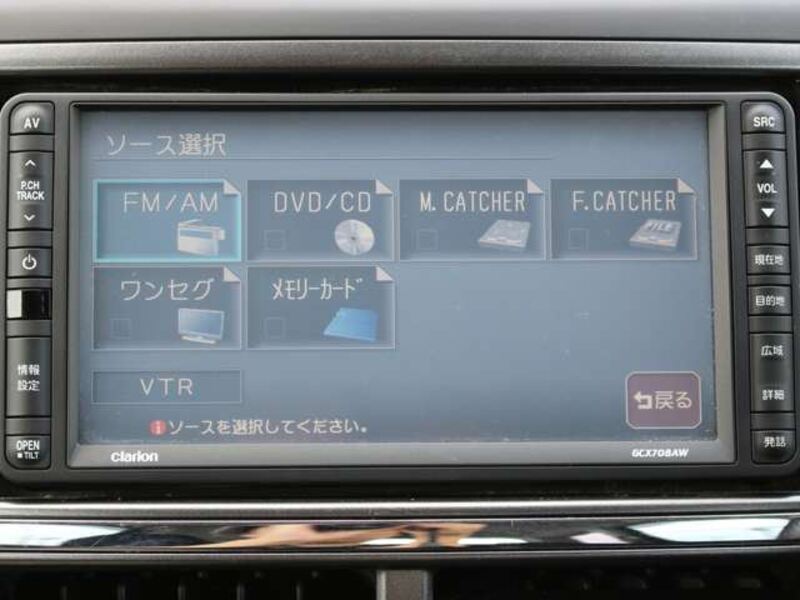 AV
P.CH
TRACK
情報
設定
OPEN
■TILT
ソース選択
FM/AM
DVD/CD
M. CATCHER
F. CATCHER
FILE
ワンセグ
メモリーカード
VTR
ソースを選択してください。
戻る
clarion
GCX708AW
SRC
VOL
現在地
目的地
広域
詳細
発話